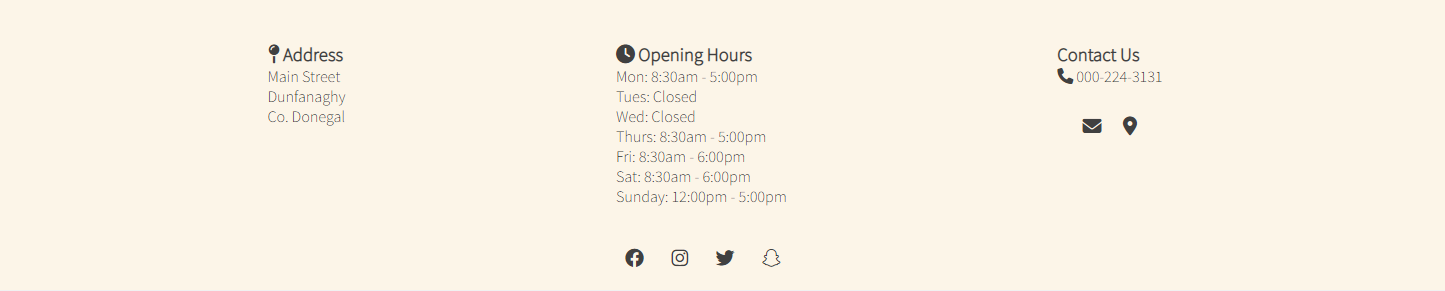 Address
Main Street
Dunfanaghy
Co. Donegal
Opening Hours
Mon: 8:30am - 5:00pm
Tues: Closed
Wed: Closed
Thurs: 8:30am - 5:00pm
Fri: 8:30am - 6:00pm
Sat: 8:30am - 6:00pm
Sunday: 12:00pm - 5:00pm
Contact Us
000-224-3131